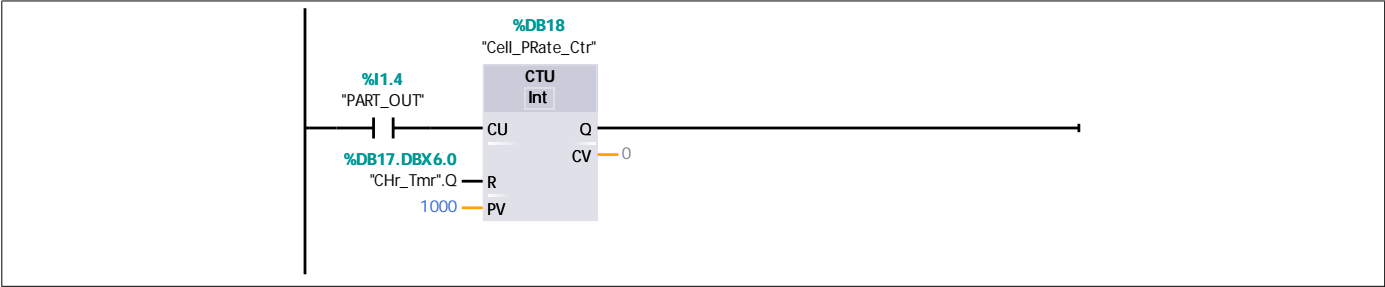 %DB18
"Cell_PRate_Ctr"
%I1.4
"PART_OUT"
CTU
Int
CU
Q
%DB17.DBX6.0
CV
0
"CHr_Tmr".Q
R
1000
PV